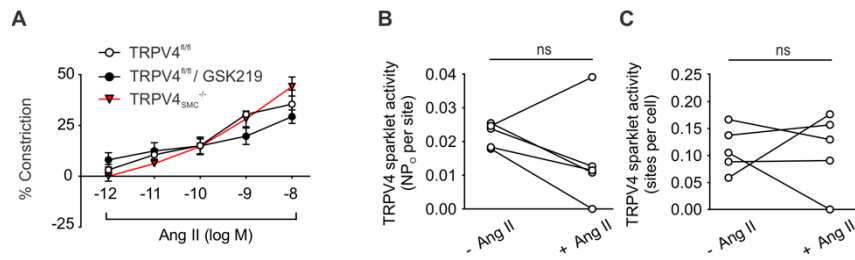 A
TRPV4fl/fl
TRPV4fl/fl/ GSK219
TRPV4SMC-/-
% Constriction
50
25
0
-25
-12 -11 -10 -9 -8
Ang II (log M)
B
ns
TRPV4 sparklet activity
(NPO per site)
0.04
0.03
0.02
0.01
0.00
- Ang II
+ Ang II
C
ns
TRPV4 sparklet activity
(sites per cell)
0.25
0.20
0.15
0.10
0.05
0.00
- Ang II
+ Ang II